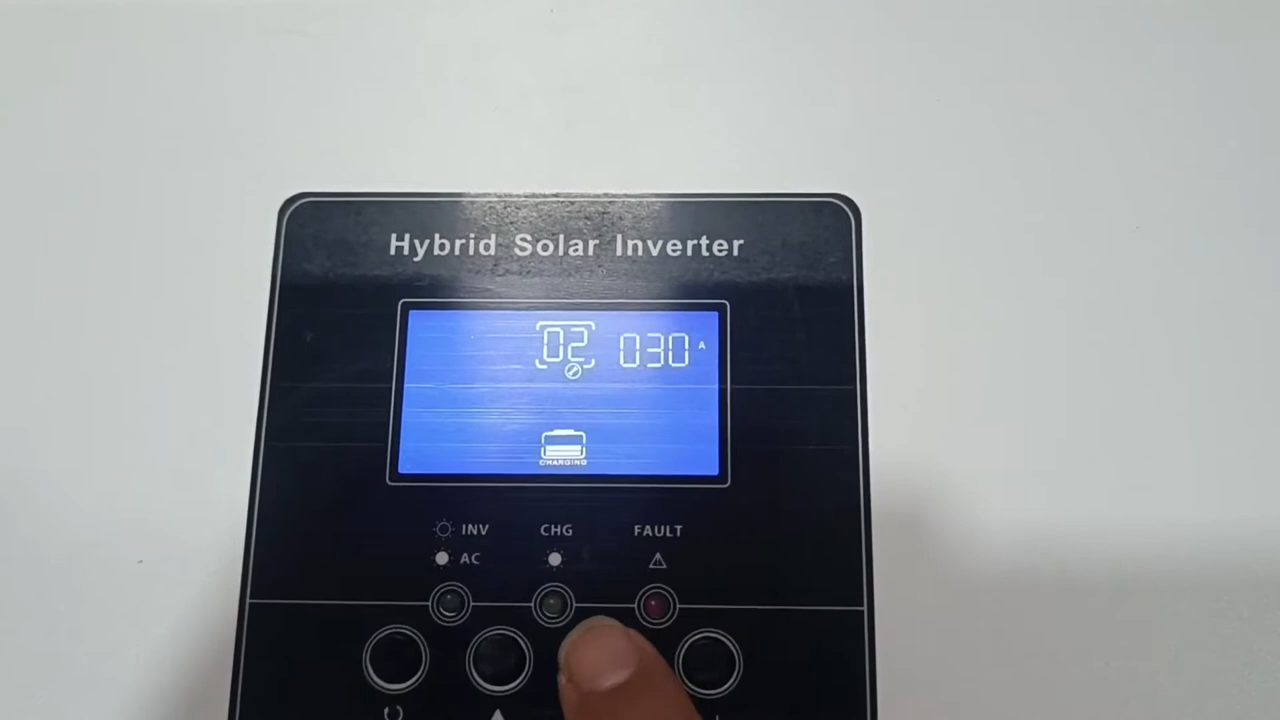 Hybrid Solar Inverter
02 030 A
CHARGING
INV CHG FAULT
AC